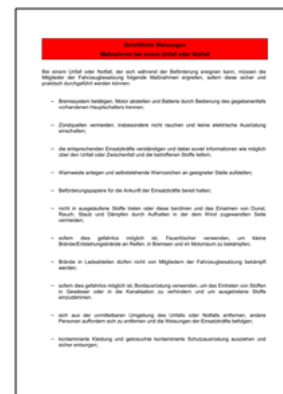 Schriftliche Weisungen
Maßnahmen bei einem Unfall oder Notfall
Bei einem Unfall oder Notfall, der sich während der Beförderung ereignen kann, müssen die
Mitglieder der Fahrzeugbesatzung folgende Maßnahmen ergreifen, sofern diese sicher und
praktisch durchgeführt werden können:
– Bremssystem betätigen, Motor abstellen und Batterie durch Bedienung des gegebenenfalls
vorhandenen Hauptschalters trennen;
– Zündquellen vermeiden, insbesondere nicht rauchen und keine elektrische Ausrüstung
einschalten;
– die entsprechenden Einsatzkräfte verständigen und dabei soviel Informationen wie möglich
über den Unfall oder Zwischenfall und die betroffenen Stoffe liefern;
– Warnweste anlegen und selbststehende Warnzeichen an geeigneter Stelle aufstellen;
– Beförderungspapiere für die Ankunft der Einsatzkräfte bereit halten;
– nicht in ausgelaufene Stoffe treten oder diese berühren und das Einatmen von Dunst,
Rauch, Staub und Dämpfen durch Aufhalten in der dem Wind zugewandten Seite
vermeiden;
– sofern dies gefahrlos möglich ist, Feuerlöscher verwenden, um kleine
Brände/Entstehungsbrände an Reifen, in Bremsen und im Motorraum zu bekämpfen;
– Brände in Ladeabteilen dürfen nicht von Mitgliedern der Fahrzeugbesatzung bekämpft
werden;
– sofern dies gefahrlos möglich ist, Bordausrüstung verwenden, um das Eintreten von Stoffen
in Gewässer oder in die Kanalisation zu verhindern und um ausgetretene Stoffe
einzudämmen;
– sich aus der unmittelbaren Umgebung des Unfalls oder Notfalls entfernen, andere
Personen auffordern sich zu entfernen und die Weisungen der Einsatzkräfte befolgen;
– kontaminierte Kleidung und gebrauchte kontaminierte Schutzausrüstung ausziehen und
sicher entsorgen;